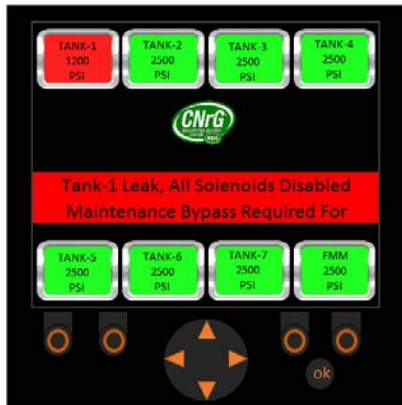 TANK-1
1200
PSI
TANK-2
2500
PSI
TANK-3
2500
PSI
TANK-4
2500
PSI
CNrG
Tank-1 Leak, All Solenoids Disabled
Maintenance Bypass Required For
TANK-5
2500
PSI
TANK-6
2500
PSI
TANK-7
2500
PSI
FMM
2500
PSI
ok